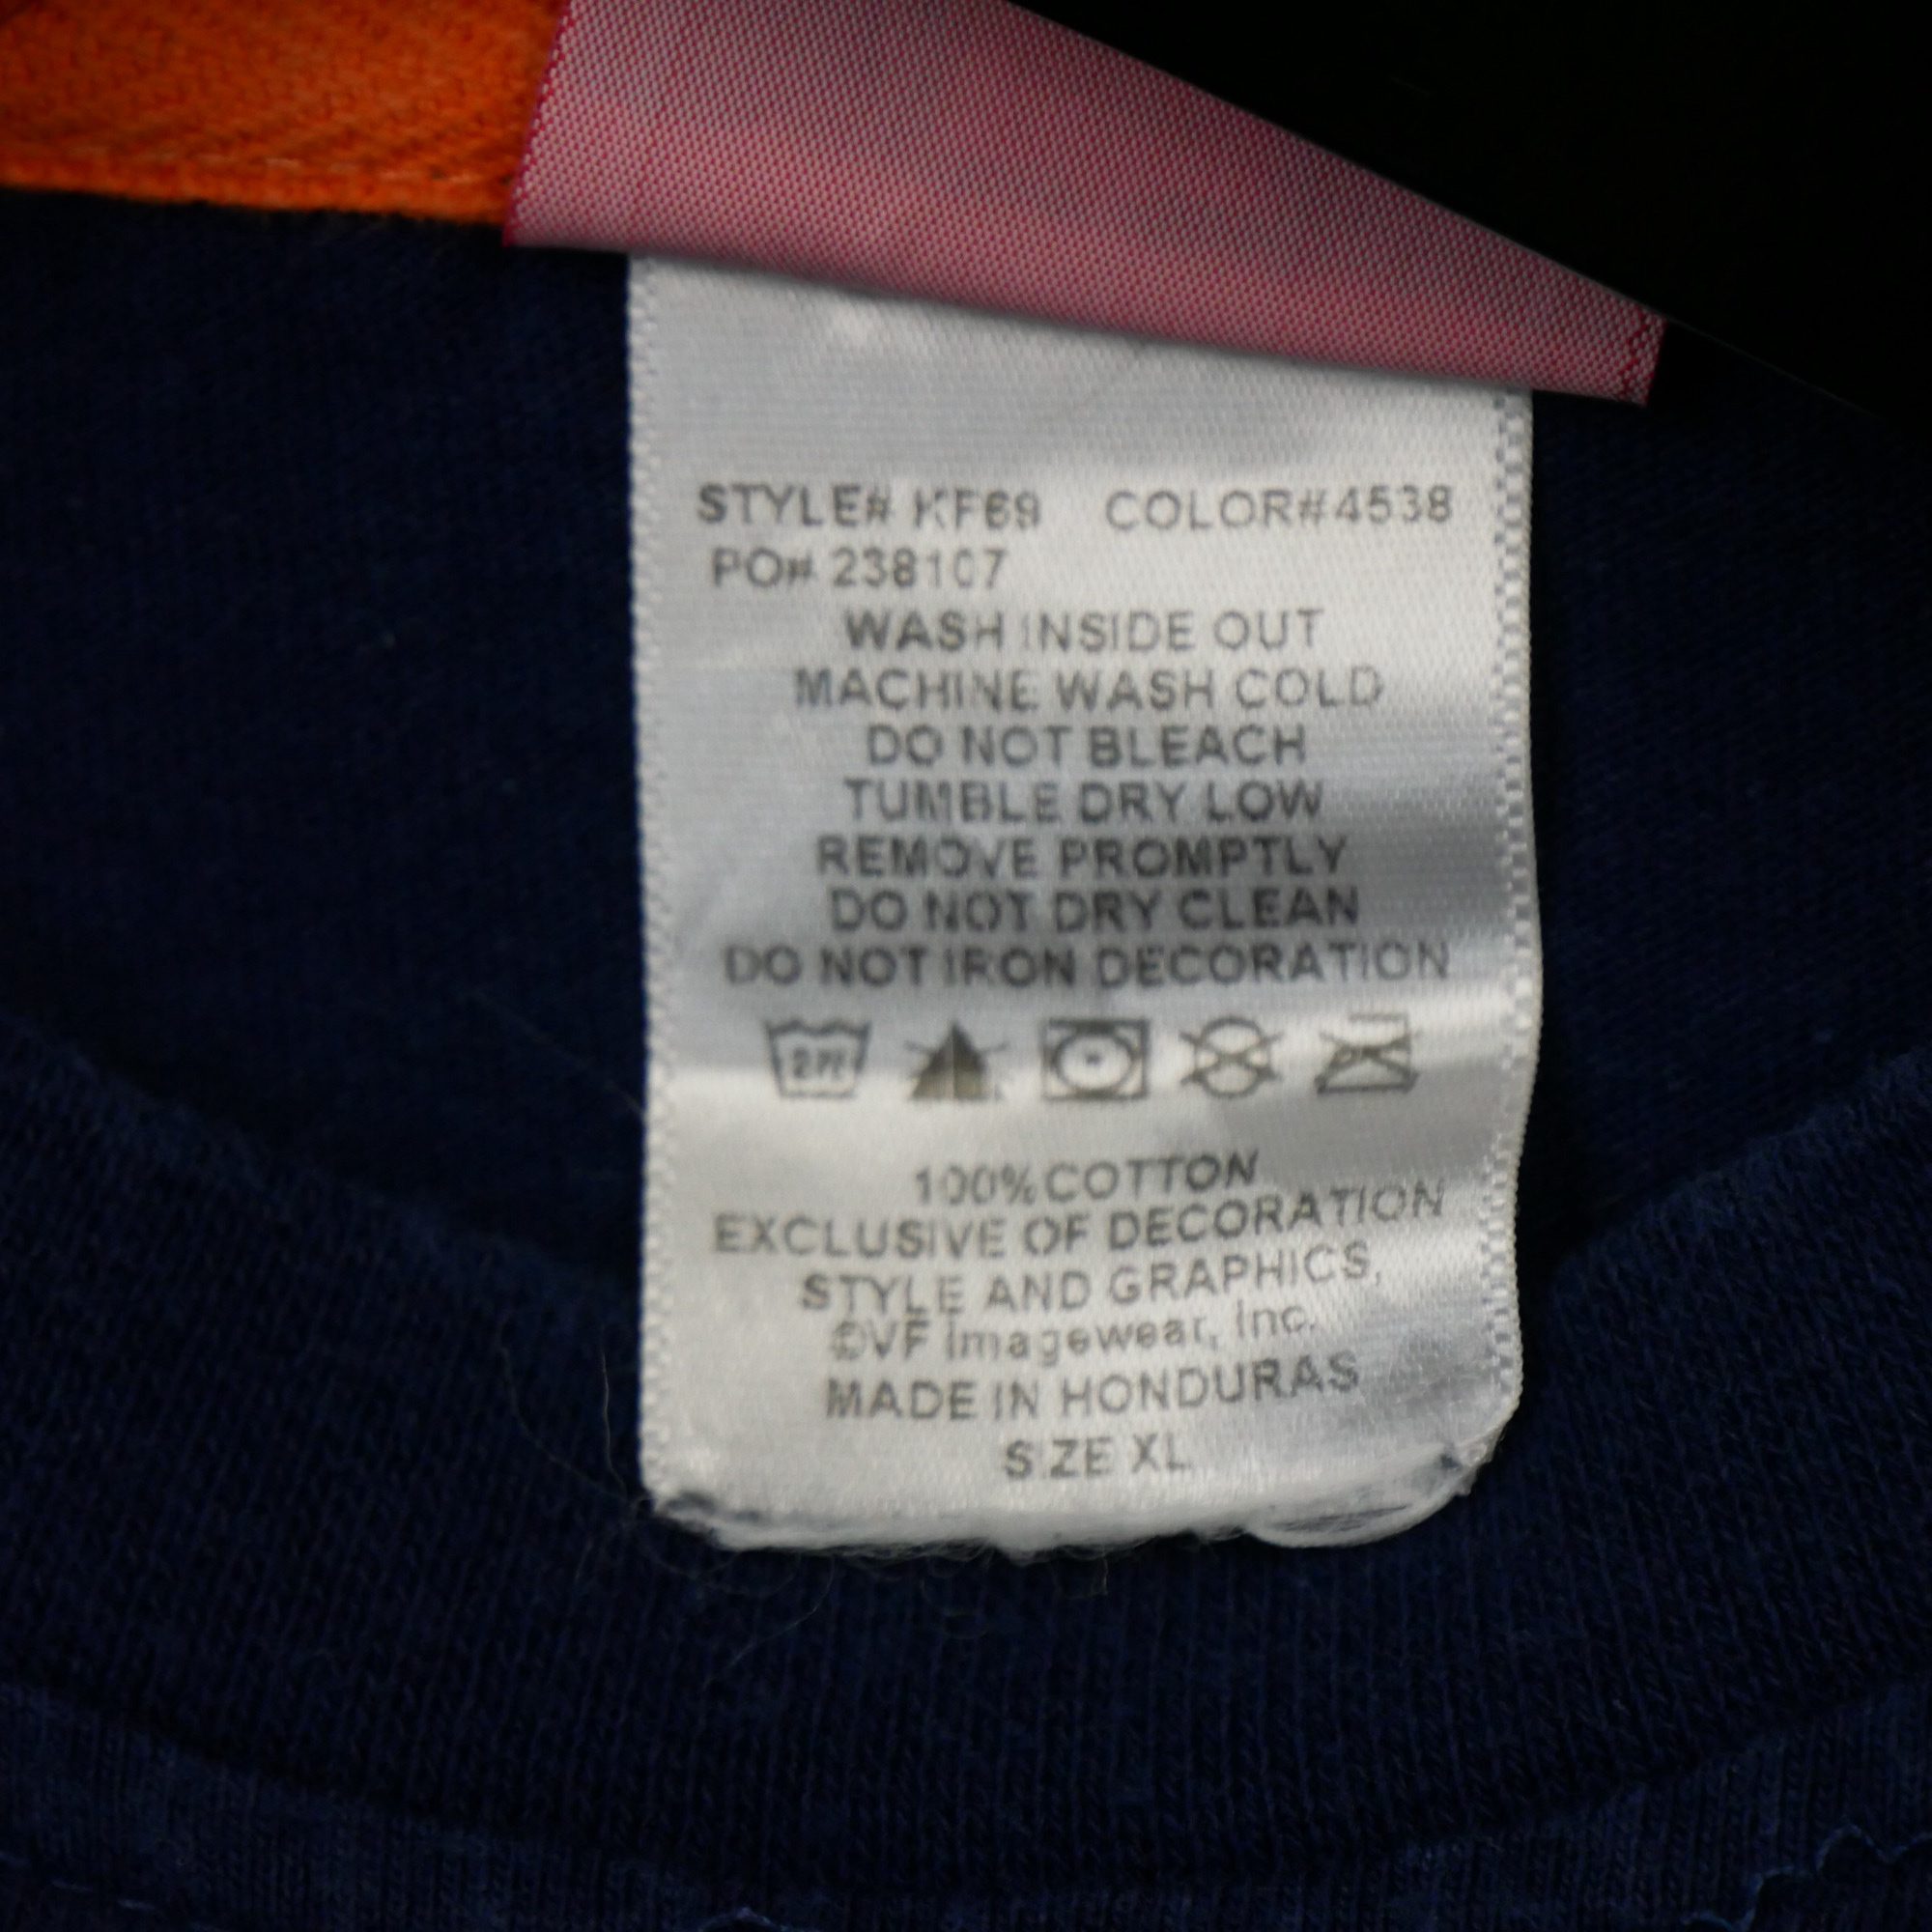 STYLE# KF69 COLOR#4538
PO# 238107
WASH INSIDE OUT
MACHINE WASH COLD
DO NOT BLEACH
TUMBLE DRY LOW
REMOVE PROMPTLY
DO NOT DRY CLEAN
DO NOT IRON DECORATION
100% COTTON
EXCLUSIVE OF DECORATION
STYLE AND GRAPHICS,
©VF Imagewear, Inc.
MADE IN HONDURAS
SIZE XL